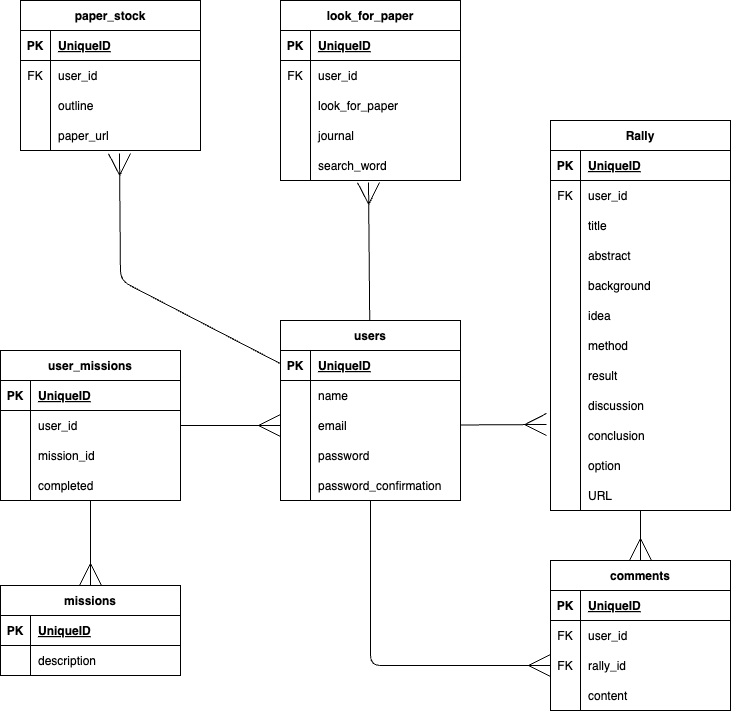 paper_stock
PK UniqueID
FK user_id
outline
paper_url
look_for_paper
PK UniqueID
FK user_id
look_for_paper
journal
search_word
Rally
PK UniqueID
FK user_id
title
abstract
background
idea
method
result
discussion
conclusion
option
URL
users
PK UniqueID
name
email
password
password_confirmation
user_missions
PK UniqueID
user_id
mission_id
completed
missions
PK UniqueID
description
comments
PK UniqueID
FK user_id
FK rally_id
content